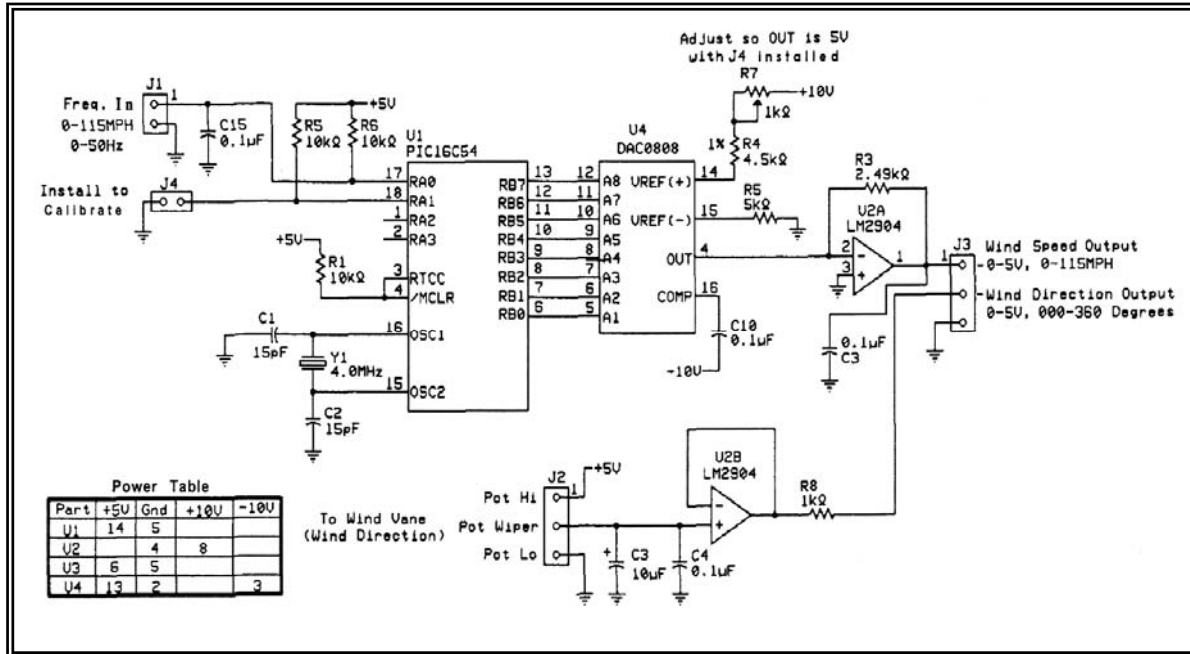 Adjust so OUT is 5V
with J4 installed
R7
+10V
1kΩ
J1
1
Freq. In
0-115MPH
0-50Hz
C15
0.1μF
+5V
R5
10kΩ
R6
10kΩ
U1
PIC16C54
U4
DAC0808
1%
R4
4.5kΩ
R3
2.49kΩ
Install to
Calibrate
J4
17
RA0
18
RA1
1
RA2
2
RA3
3
RTCC
4
/MCLR
16
OSC1
15
OSC2
RB7 13 12 A8
RB6 12 11 A7
RB5 11 10 A6
RB4 10 9 A5
RB3 9 8 A4
RB2 8 7 A3
RB1 7 6 A2
RB0 6 5 A1
VREF(+) 14
VREF(-) 15
OUT 4
COMP 16
R5
5kΩ
U2A
LM2904
2
-
3
+
1
1
J3
Wind Speed Output
-0-5V, 0-115MPH
-Wind Direction Output
0-5V, 000-360 Degrees
+5V
R1
10kΩ
C1
15pF
Y1
4.0MHz
C2
15pF
C10
0.1μF
-10V
0.1μF
C3
Power Table
Part +5V Gnd +10V -10V
U1 14 5
U2 4 8
U3 6 5
U4 13 2 3
To Wind Vane
(Wind Direction)
J2
+5V
1
Pot Hi
Pot Wiper
Pot Lo
+
C3
10μF
C4
0.1μF
U2B
LM2904
-
+
R8
1kΩ